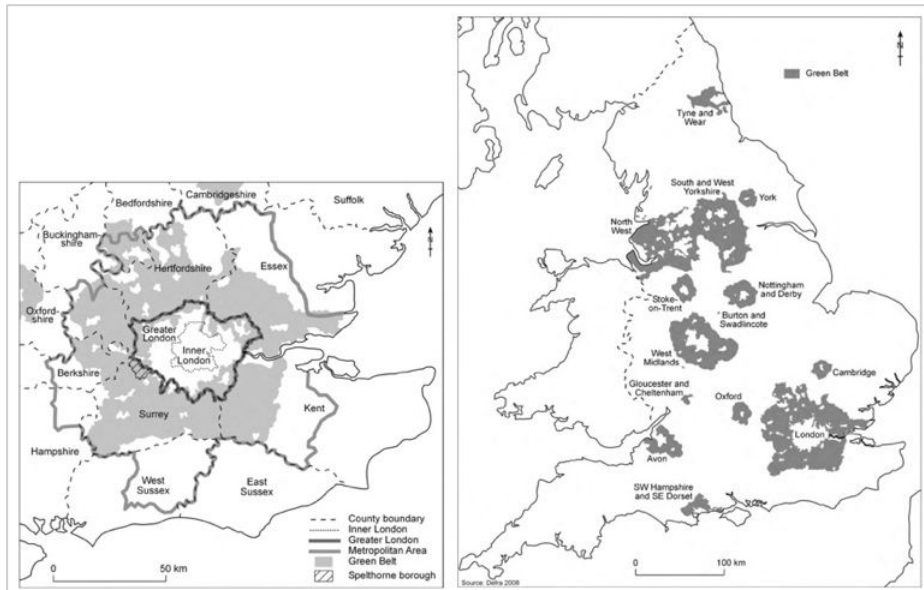 Cambridgeshire
Bedfordshire
Suffolk
Buckingham-
shire
N
Hertfordshire
Essex
Oxford-
shire
Greater
London
Inner
London
Berkshire
Surrey
Kent
Hampshire
West
Sussex
East
Sussex
County boundary
Inner London
Greater London
Metropolitan Area
Green Belt
Spelthorne borough
0 50 km
N
Green Belt
Tyne and
Wear
South and West
Yorkshire
York
North
West
Stoke-
on-Trent
Nottingham
and Derby
Burton and
Swadlincote
West
Midlands
Cambridge
Gloucester and
Cheltenham
Oxford
London
Avon
SW Hampshire
and SE Dorset
0 100 km
Source: Defra 2008